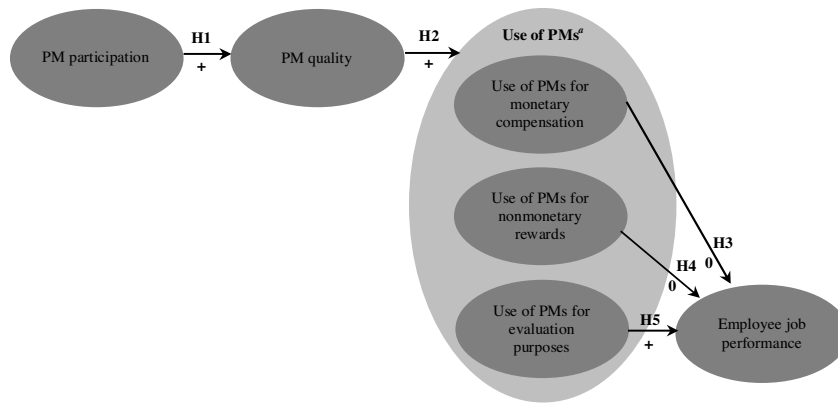 PM participation
H1
+
PM quality
H2
+
Use of PMsᵃ
Use of PMs for
monetary
compensation
Use of PMs for
nonmonetary
rewards
Use of PMs for
evaluation
purposes
H3
0
H4
0
H5
+
Employee job
performance